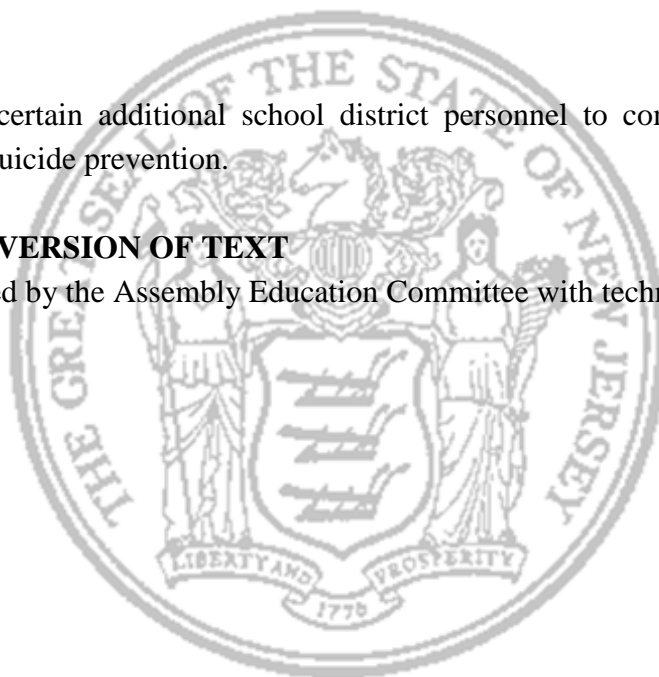 certain additional school district personnel to
uicide prevention.
VERSION OF TEXT
ed by the Assembly Education Committee with techn
THE GREAT SEAL OF THE STATE OF NEW JERSEY
LIBERTY AND PROSPERITY
1776